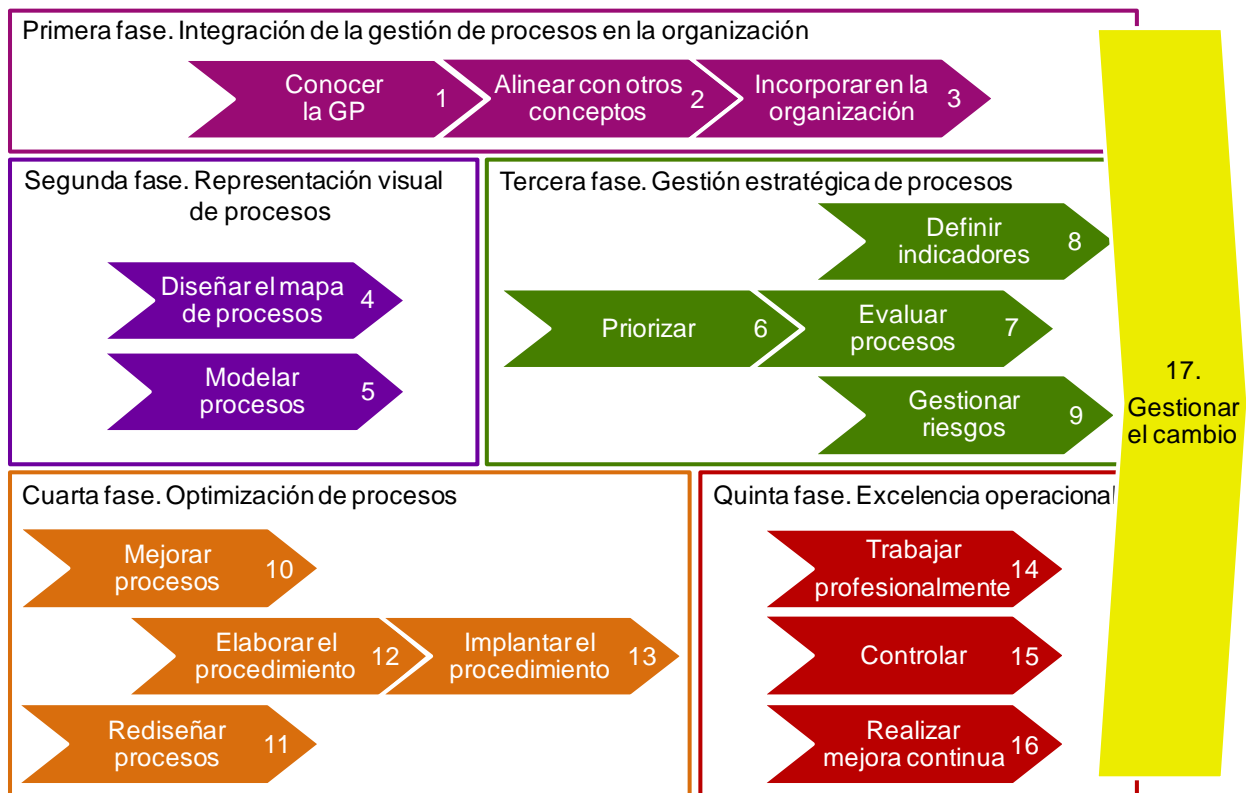 Primera fase. Integración de la gestión de procesos en la organización
Conocer
la GP
1
Alinear con otros
conceptos
2
Incorporar en la
organización
3
Segunda fase. Representación visual
de procesos
Diseñar el mapa
de procesos
4
Modelar
procesos
5
Tercera fase. Gestión estratégica de procesos
Definir
indicadores
8
Priorizar
6
Evaluar
procesos
7
Gestionar
riesgos
9
Cuarta fase. Optimización de procesos
Mejorar
procesos
10
Elaborar el
procedimiento
12
Implantar el
procedimiento
13
Rediseñar
procesos
11
Quinta fase. Excelencia operacional
Trabajar
profesionalmente
14
Controlar
15
Realizar
mejora continua
16
17.
Gestionar
el cambio